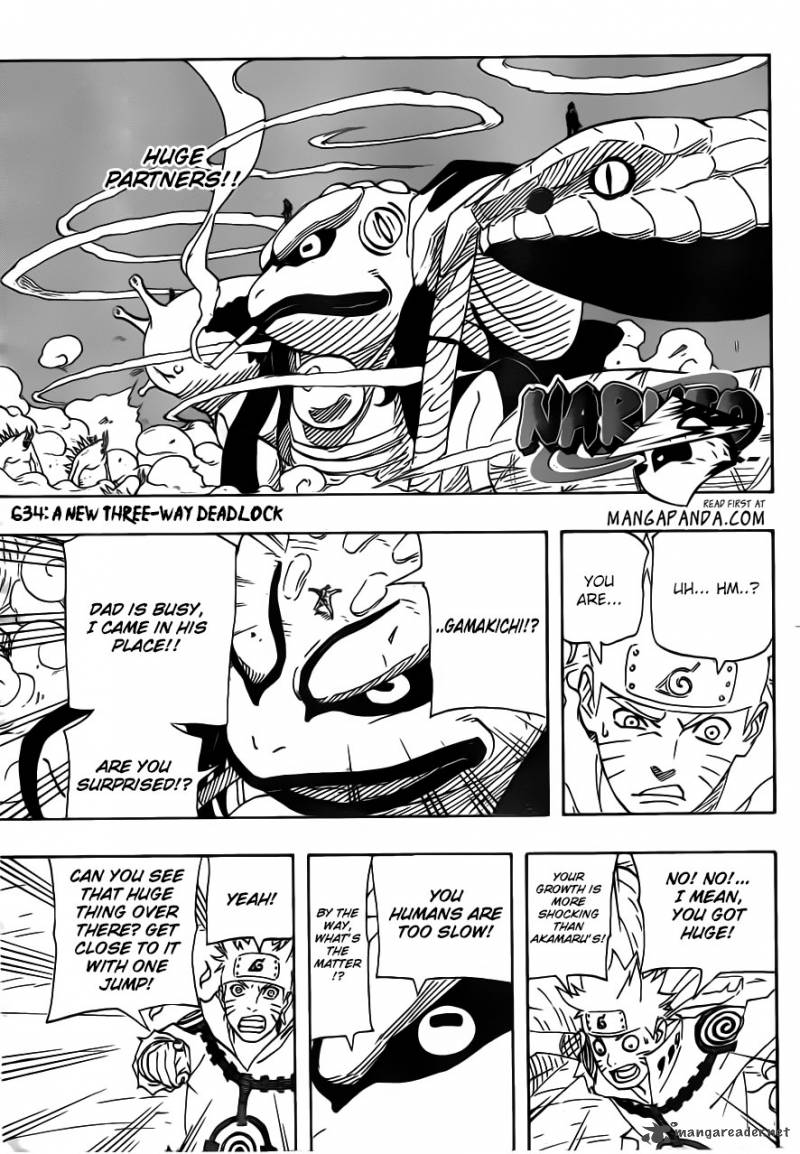 HUGE
PARTNERS!!
NARUTO
634: A NEW THREE-WAY DEADLOCK
READ FIRST AT
MANGAPANDA.COM
UH... HM..?
YOU
ARE...
..GAMAKICHI!?
DAD IS BUSY,
I CAME IN HIS
PLACE!!
ARE YOU
SURPRISED!?
NO! NO!...
I MEAN,
YOU GOT
HUGE!
YOUR
GROWTH IS
MORE
SHOCKING
THAN
AKAMARU'S!
YOU
HUMANS ARE
TOO SLOW!
BY THE
WAY,
WHAT'S
THE
MATTER
!?
YEAH!
CAN YOU SEE
THAT HUGE
THING OVER
THERE? GET
CLOSE TO IT
WITH ONE
JUMP!
mangareader.net